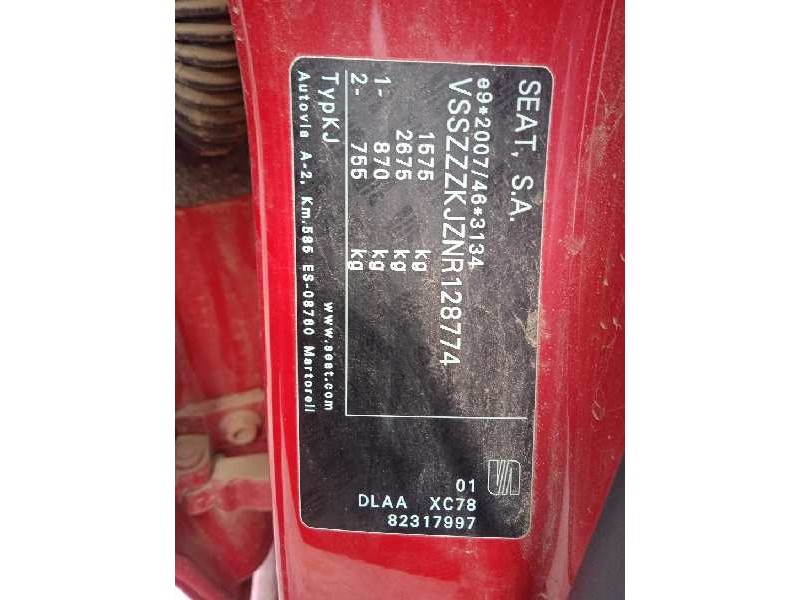 SEAT, S.A.
e9*2007/46*3134
VSSZZZKJZNR128774
1575 kg
2675 kg
1- 870 kg
2- 755 kg
TypKJ
www.seat.com
Autovia A-2, Km.585 ES-08760 Martorell
01
DLAA XC78
82317997